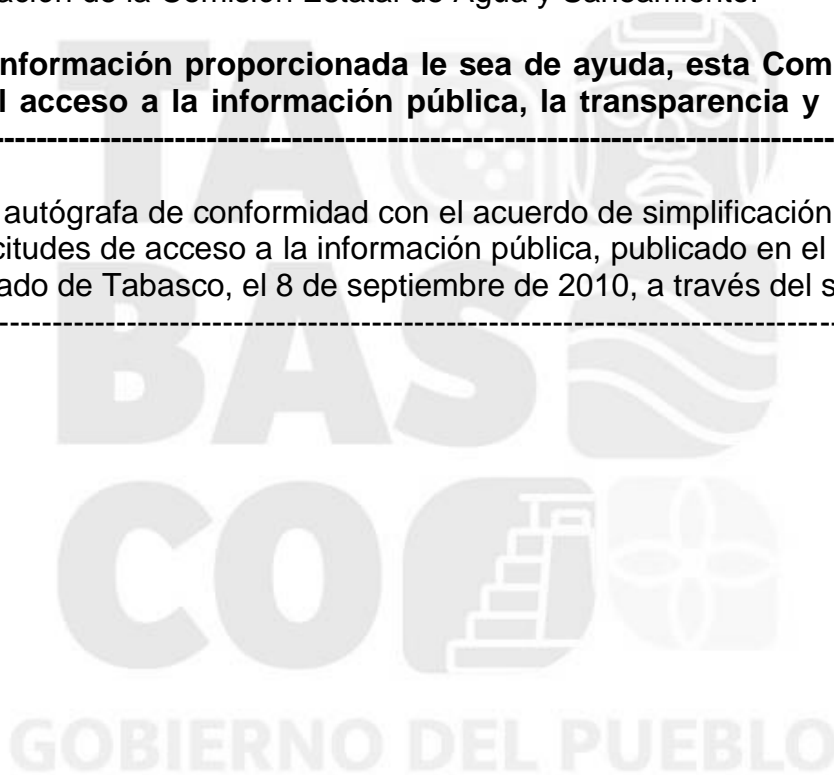 ación de la Comisión Estatal de Agua y Saneamiento.
nformación proporcionada le sea de ayuda, esta Com
l acceso a la información pública, la transparencia y
autógrafa de conformidad con el acuerdo de simplificación
citudes de acceso a la información pública, publicado en el
ado de Tabasco, el 8 de septiembre de 2010, a través del s
TA
BAS
CO
GOBIERNO DEL PUEBLO